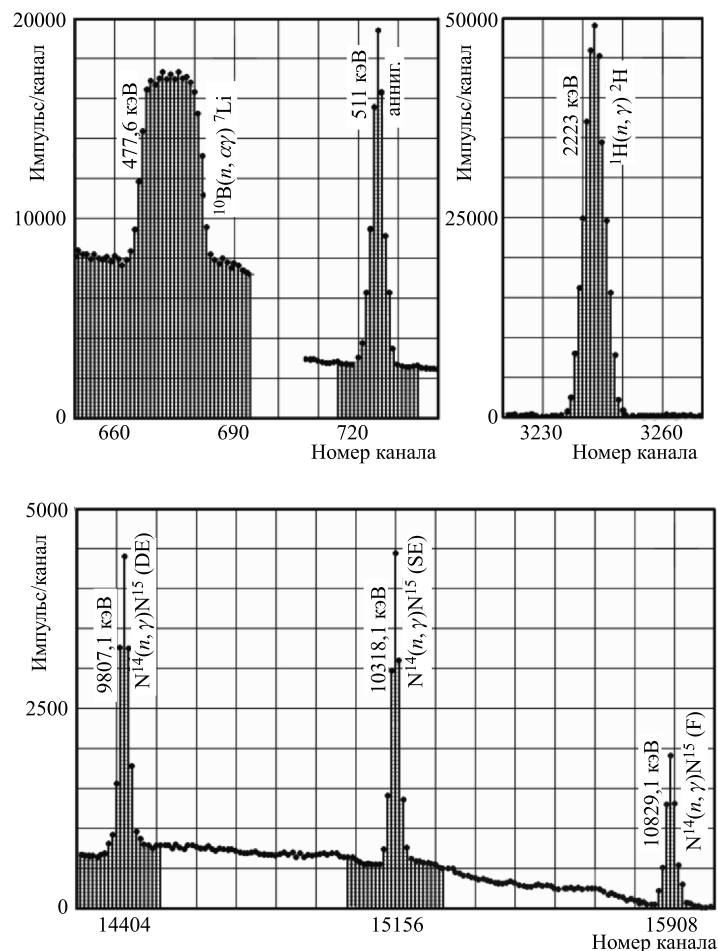 20000
10000
0
Импульс/канал
477,6 кэВ
¹⁰B(n, αγ) ⁷Li
511 кэВ
анниг.
660
690
720
Номер канала
50000
25000
0
Импульс/канал
2223 кэВ
¹H(n, γ) ²H
3230
3260
Номер канала
5000
2500
0
Импульс/канал
9807,1 кэВ
N¹⁴(n, γ)N¹⁵ (DE)
10318,1 кэВ
N¹⁴(n, γ)N¹⁵ (SE)
10829,1 кэВ
N¹⁴(n, γ)N¹⁵ (F)
14404
15156
15908
Номер канала